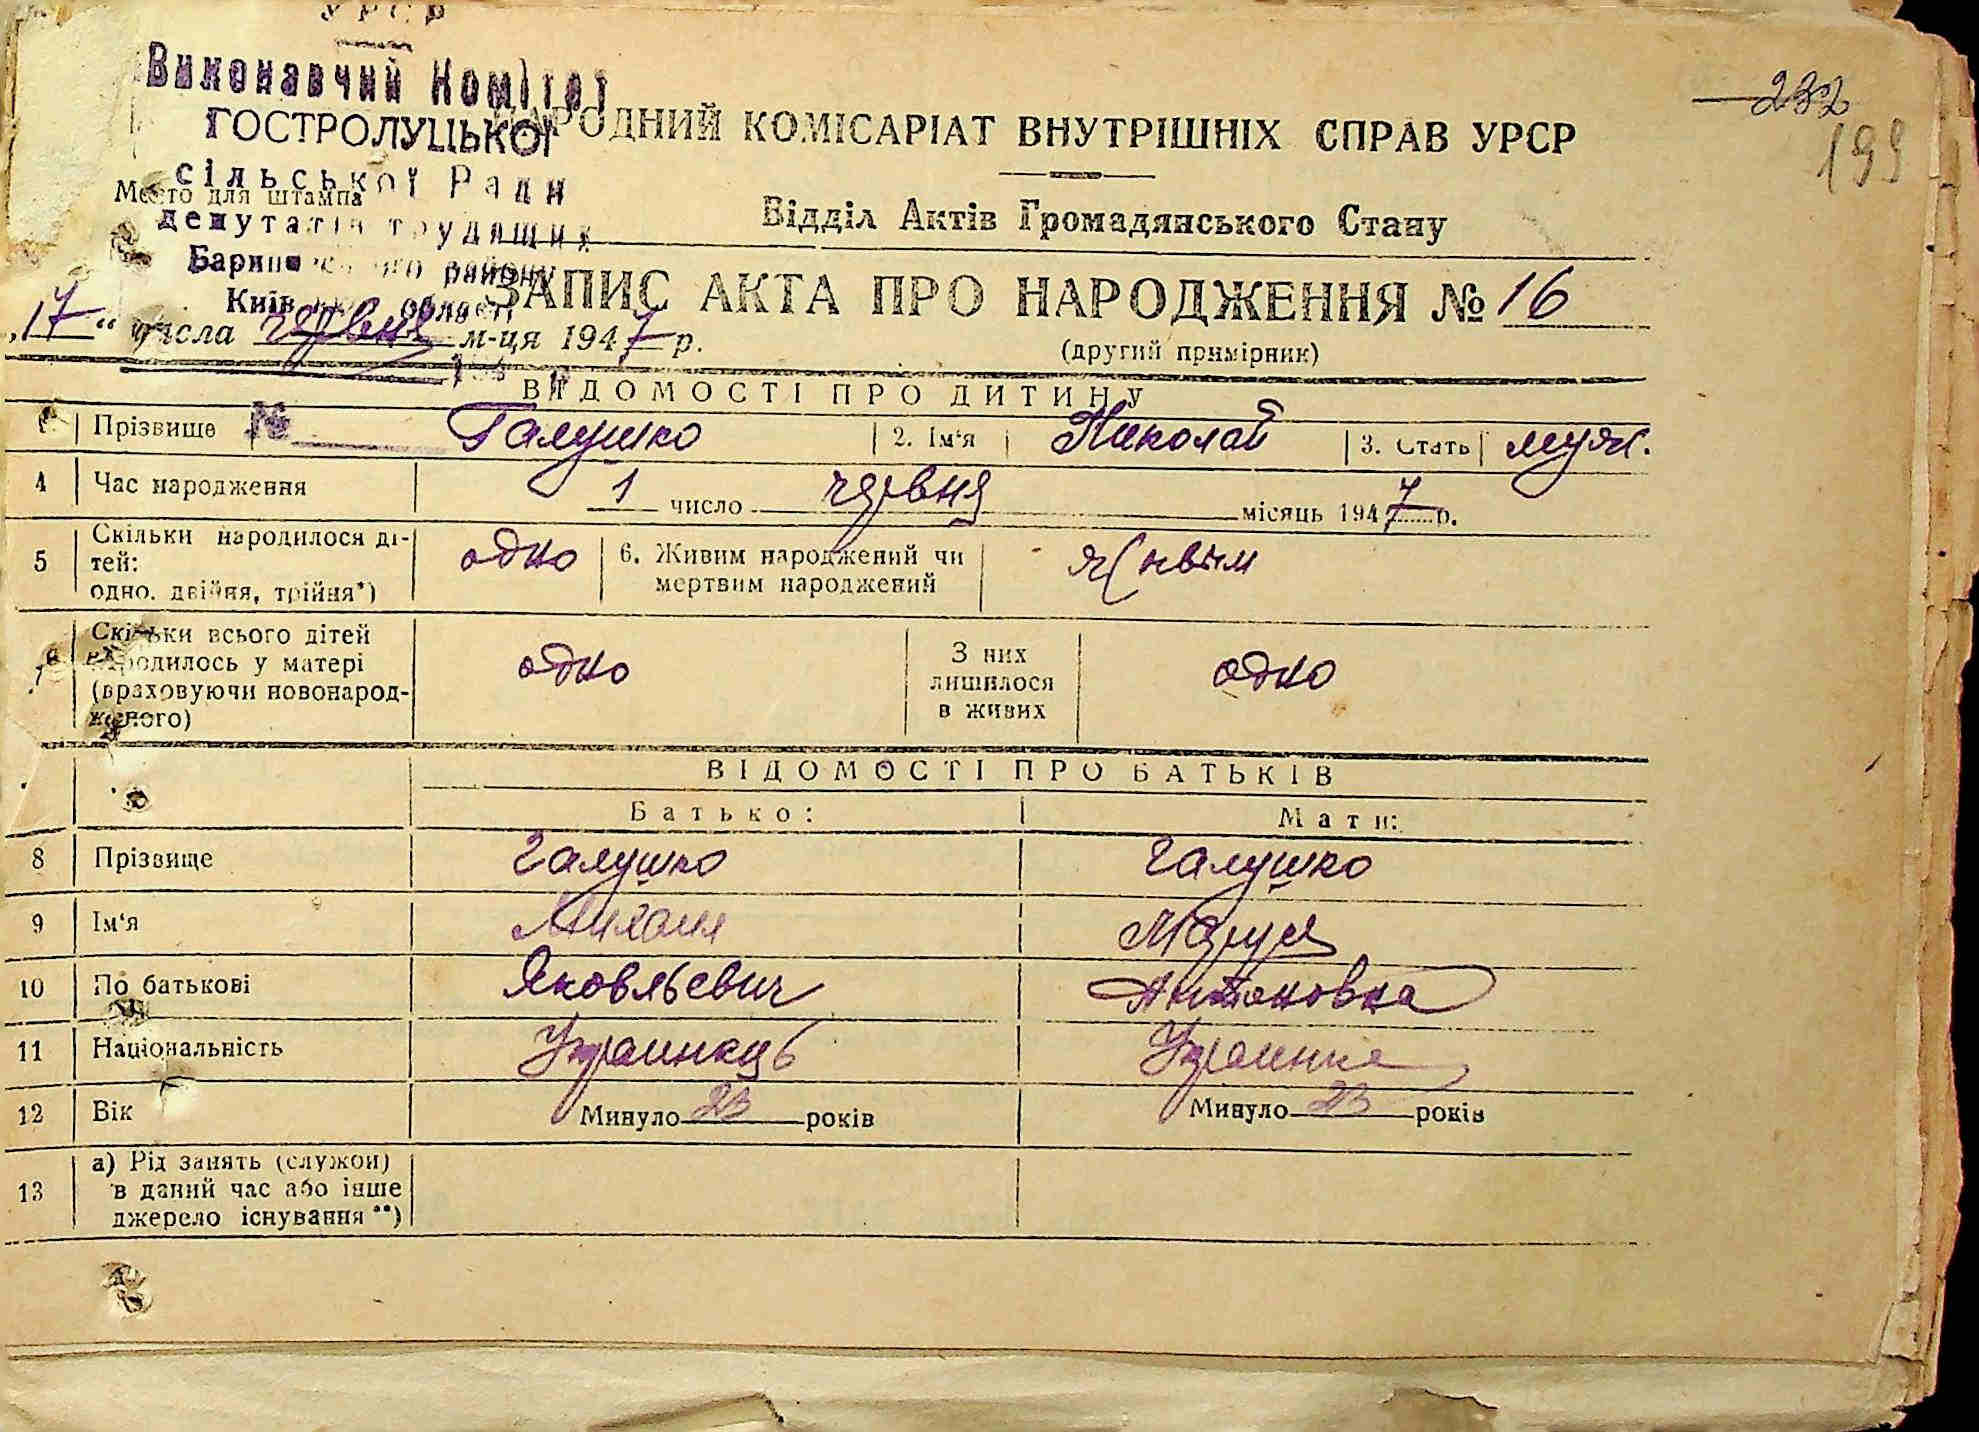 УРСР
Виконавчий Комітет
ГОСТРОЛУЦЬКОЇ
сільської Ради
депутатів трудящих
району
232
199
НАРОДНИЙ КОМІСАРІАТ ВНУТРІШНІХ СПРАВ УРСР
Место для штампа
Відділ Актів Громадянського Стану
ЗАПИС АКТА ПРО НАРОДЖЕННЯ № 16
„17“ числа червня м-ця 1947 р.
(другий примірник)
ВІДОМОСТІ ПРО ДИТИНУ
Прізвище № Галушко 2. Ім‘я Николай 3. Стать муж.
4 Час народження 1 число червня місяць 1947 р.
5 Скільки народилося дітей: одно, двійня, трійня*) одно 6. Живим народжений чи мертвим народжений живым
7 Скільки всього дітей народилось у матері (враховуючи новонародженого) одно З них лишилося в живих одно
ВІДОМОСТІ ПРО БАТЬКІВ
Батько: Мати:
8 Прізвище Галушко Галушко
9 Ім‘я Михаил Маруся
10 По батькові Яковльевич Антоновна
11 Національність Украинець Украинка
12 Вік Минуло 23 років Минуло 23 років
13 а) Рід занять (служби) в даний час або інше джерело існування **)